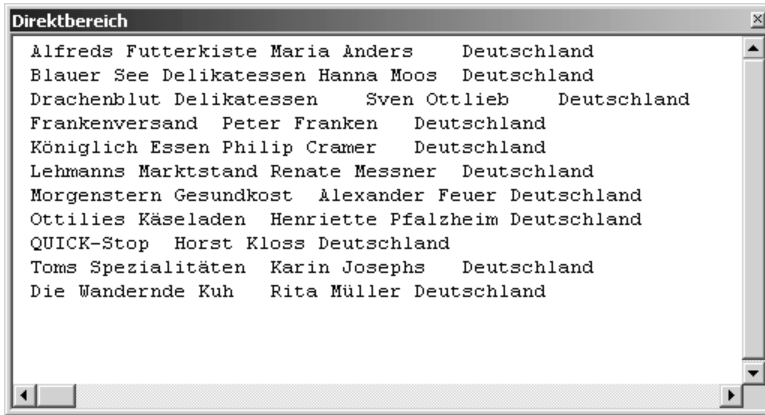 Direktbereich
Alfreds Futterkiste Maria Anders    Deutschland
Blauer See Delikatessen Hanna Moos  Deutschland
Drachenblut Delikatessen    Sven Ottlieb    Deutschland
Frankenversand  Peter Franken   Deutschland
Königlich Essen Philip Cramer   Deutschland
Lehmanns Marktstand Renate Messner  Deutschland
Morgenstern Gesundkost  Alexander Feuer Deutschland
Ottilies Käseladen  Henriette Pfalzheim Deutschland
QUICK-Stop  Horst Kloss Deutschland
Toms Spezialitäten  Karin Josephs   Deutschland
Die Wandernde Kuh   Rita Müller Deutschland